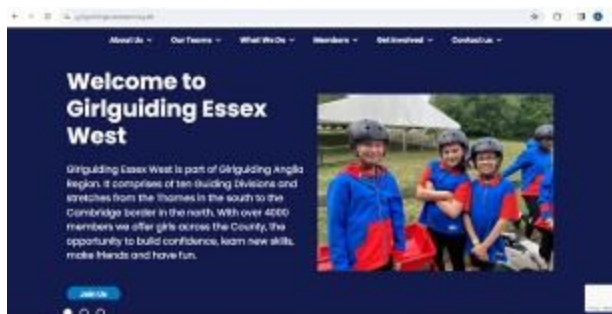 About Us
Our Teams
What We Do
Members
Get Involved
Contact us
Welcome to
Girlguiding Essex
West
Girlguiding Essex West is part of Girlguiding Anglia
Region. It comprises of ten Guiding Divisions and
stretches from the Thames in the south to the
Cambridge border in the north. With over 4000
members we offer girls across the County, the
opportunity to build confidence, learn new skills,
make friends and have fun.
Join Us